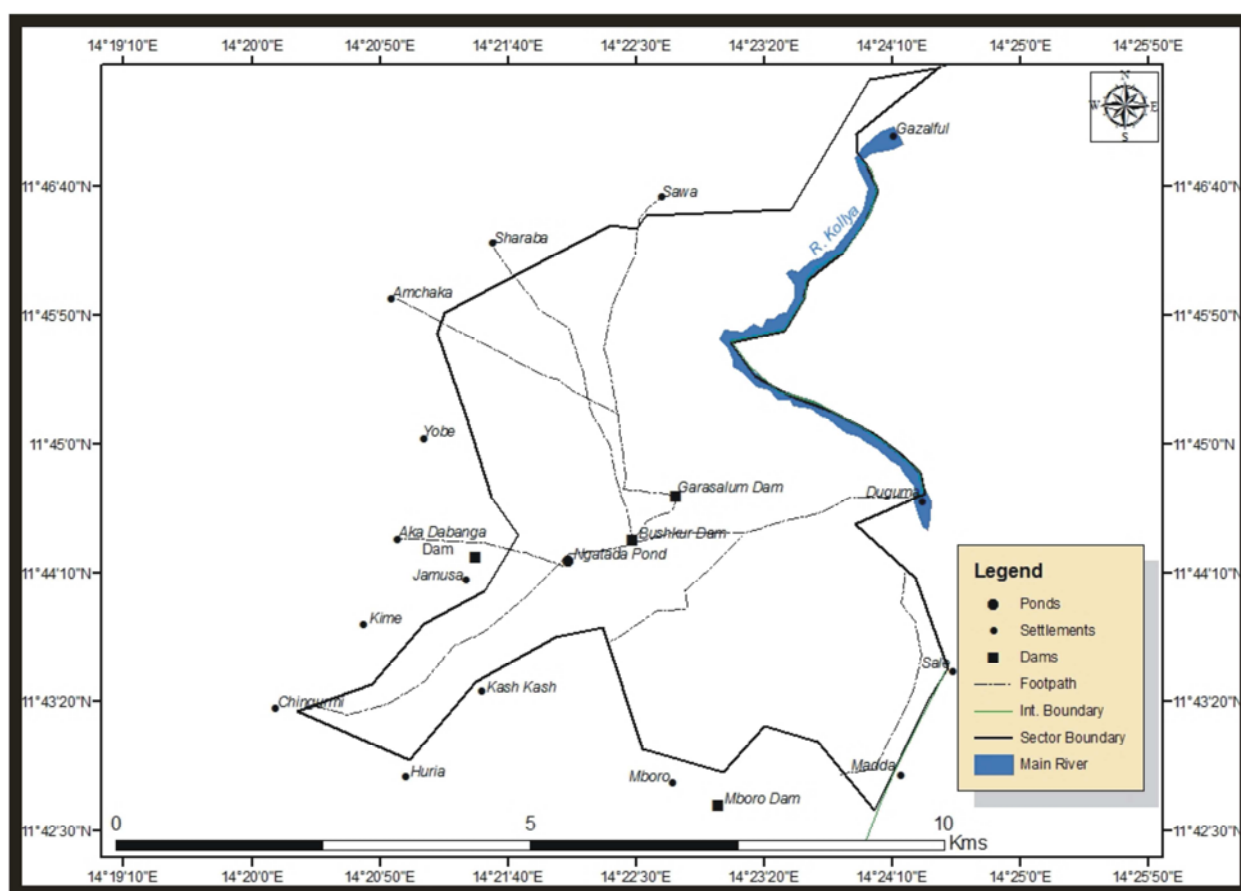 14°19'10"E 14°20'0"E 14°20'50"E 14°21'40"E 14°22'30"E 14°23'20"E 14°24'10"E 14°25'0"E 14°25'50"E
N
W E
S
Gazalful
11°46'40"N 11°46'40"N
Sawa
R. Kollya
Sharaba
Amchaka
11°45'50"N 11°45'50"N
Yobe
11°45'0"N 11°45'0"N
Garasalum Dam
Duguma
Aka Dabanga
Bushkur Dam
Dam
Ngatada Pond
Jamusa
11°44'10"N 11°44'10"N
Kime
Sale
Kash Kash
Chingurmi
11°43'20"N 11°43'20"N
Huria
Mboro
Madda
Mboro Dam
11°42'30"N 11°42'30"N
Legend
Ponds
Settlements
Dams
Footpath
Int. Boundary
Sector Boundary
Main River
0 5 10
Kms
14°19'10"E 14°20'0"E 14°20'50"E 14°21'40"E 14°22'30"E 14°23'20"E 14°24'10"E 14°25'0"E 14°25'50"E